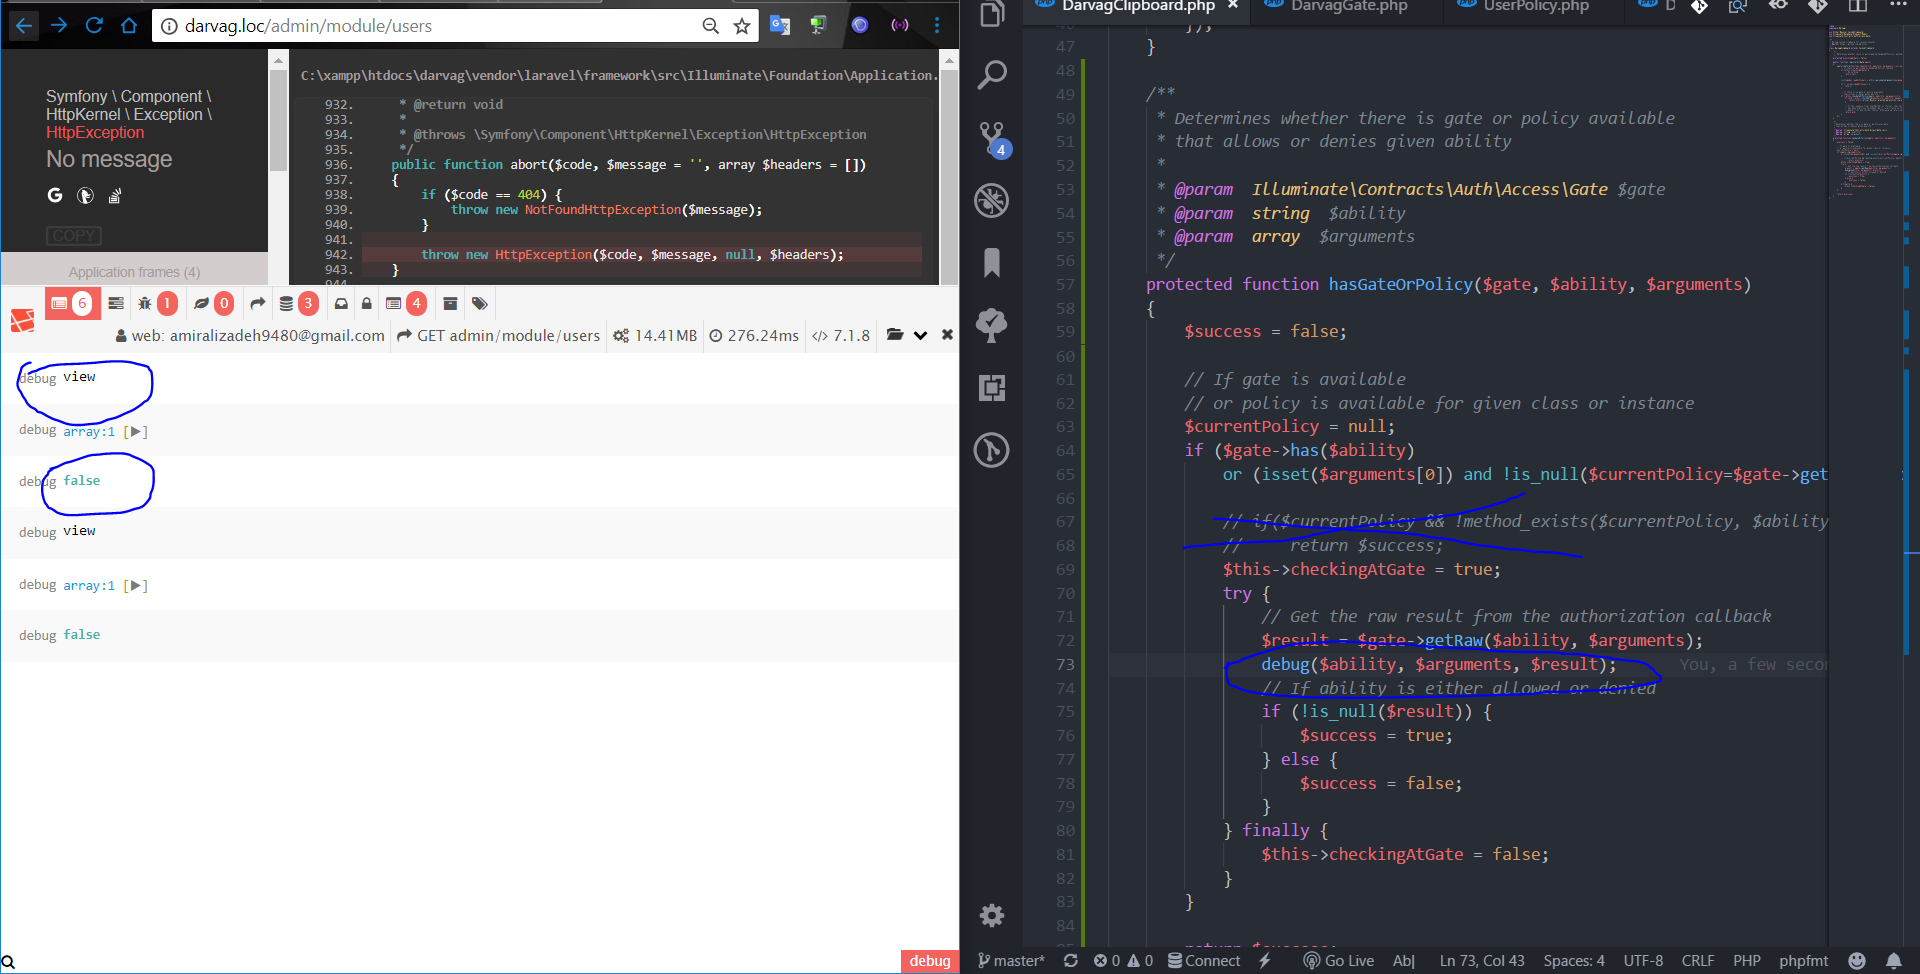 darvag.loc/admin/module/users
Symfony \ Component \
HttpKernel \ Exception \
HttpException
No message
COPY
Application frames (4)
C:\xampp\htdocs\darvag\vendor\laravel\framework\src\Illuminate\Foundation\Application.
932. * @return void
933. *
934. * @throws \Symfony\Component\HttpKernel\Exception\HttpException
935. */
936. public function abort($code, $message = '', array $headers = [])
937. {
938. if ($code == 404) {
939. throw new NotFoundHttpException($message);
940. }
941.
942. throw new HttpException($code, $message, null, $headers);
943. }
6 1 0 3 4
web: amiralizadeh9480@gmail.com GET admin/module/users 14.41MB 276.24ms 7.1.8
debug view
debug array:1 [▶]
debug false
debug view
debug array:1 [▶]
debug false
debug
DarvagClipboard.php DarvagGate.php UserPolicy.php D
4
46 });
47 }
48
49 /**
50 * Determines whether there is gate or policy available
51 * that allows or denies given ability
52 *
53 * @param Illuminate\Contracts\Auth\Access\Gate $gate
54 * @param string $ability
55 * @param array $arguments
56 */
57 protected function hasGateOrPolicy($gate, $ability, $arguments)
58 {
59 $success = false;
60
61 // If gate is available
62 // or policy is available for given class or instance
63 $currentPolicy = null;
64 if ($gate->has($ability)
65 or (isset($arguments[0]) and !is_null($currentPolicy=$gate->get
66
67 // if($currentPolicy && !method_exists($currentPolicy, $ability
68 // return $success;
69 $this->checkingAtGate = true;
70 try {
71 // Get the raw result from the authorization callback
72 $result = $gate->getRaw($ability, $arguments);
73 debug($ability, $arguments, $result); You, a few secon
74 // If ability is either allowed or denied
75 if (!is_null($result)) {
76 $success = true;
77 } else {
78 $success = false;
79 }
80 } finally {
81 $this->checkingAtGate = false;
82 }
83 }
84
85 return $success;
master* 0 0 Connect Go Live Ab| Ln 73, Col 43 Spaces: 4 UTF-8 CRLF PHP phpfmt